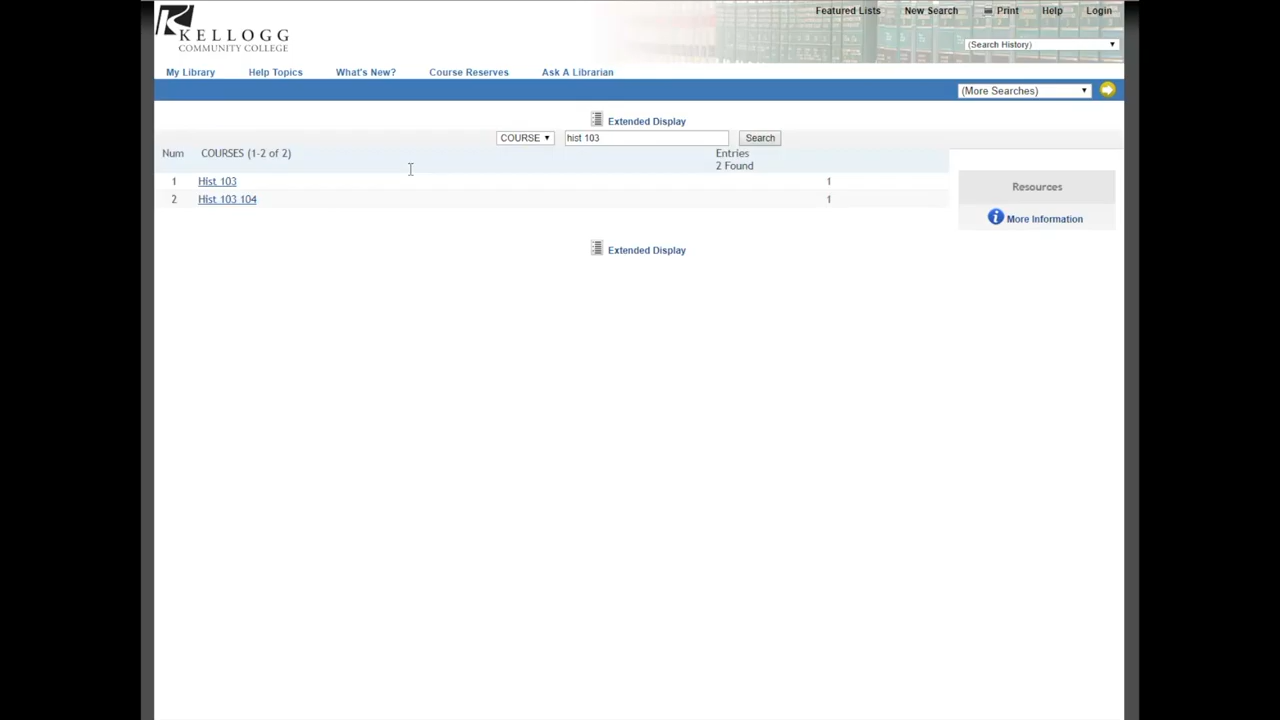 KELLOGG
COMMUNITY COLLEGE
Featured Lists New Search Print Help Login
(Search History)
My Library Help Topics What's New? Course Reserves Ask A Librarian
(More Searches)
Extended Display
COURSE hist 103 Search
Num COURSES (1-2 of 2) Entries
2 Found
1 Hist 103 1
2 Hist 103 104 1
Resources
More Information
Extended Display